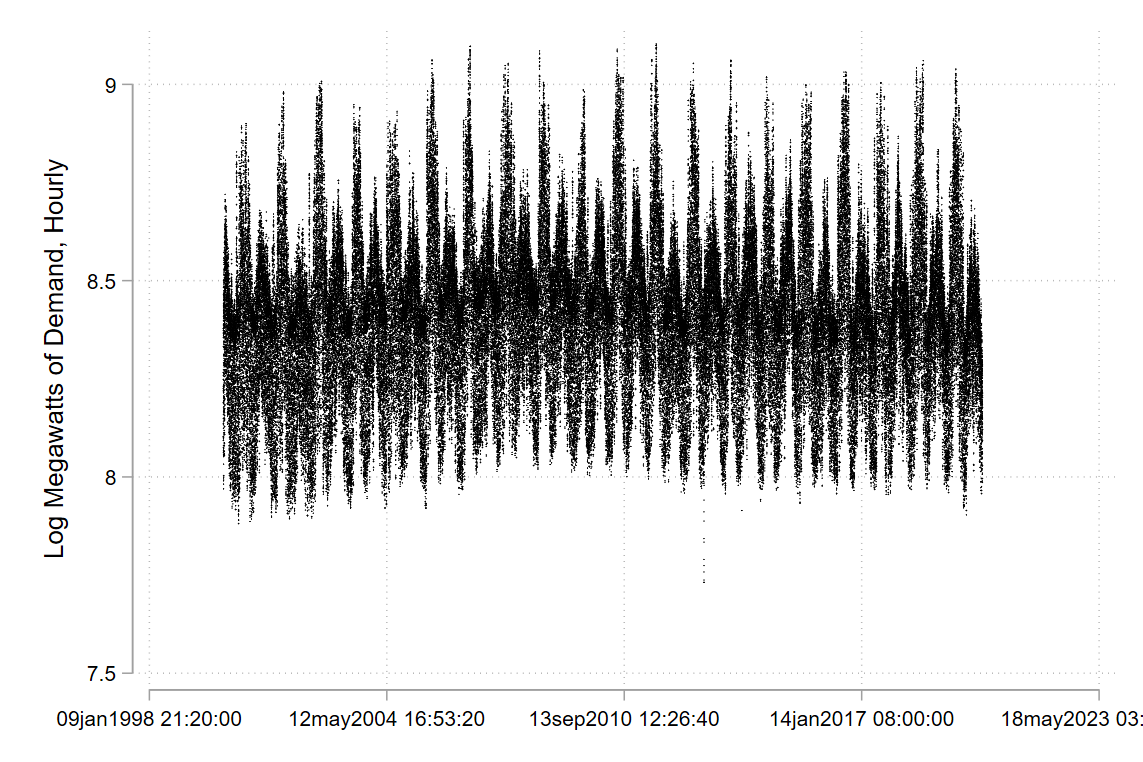 Log Megawatts of Demand, Hourly
9
8.5
8
7.5
09jan1998 21:20:00
12may2004 16:53:20
13sep2010 12:26:40
14jan2017 08:00:00
18may2023 03: